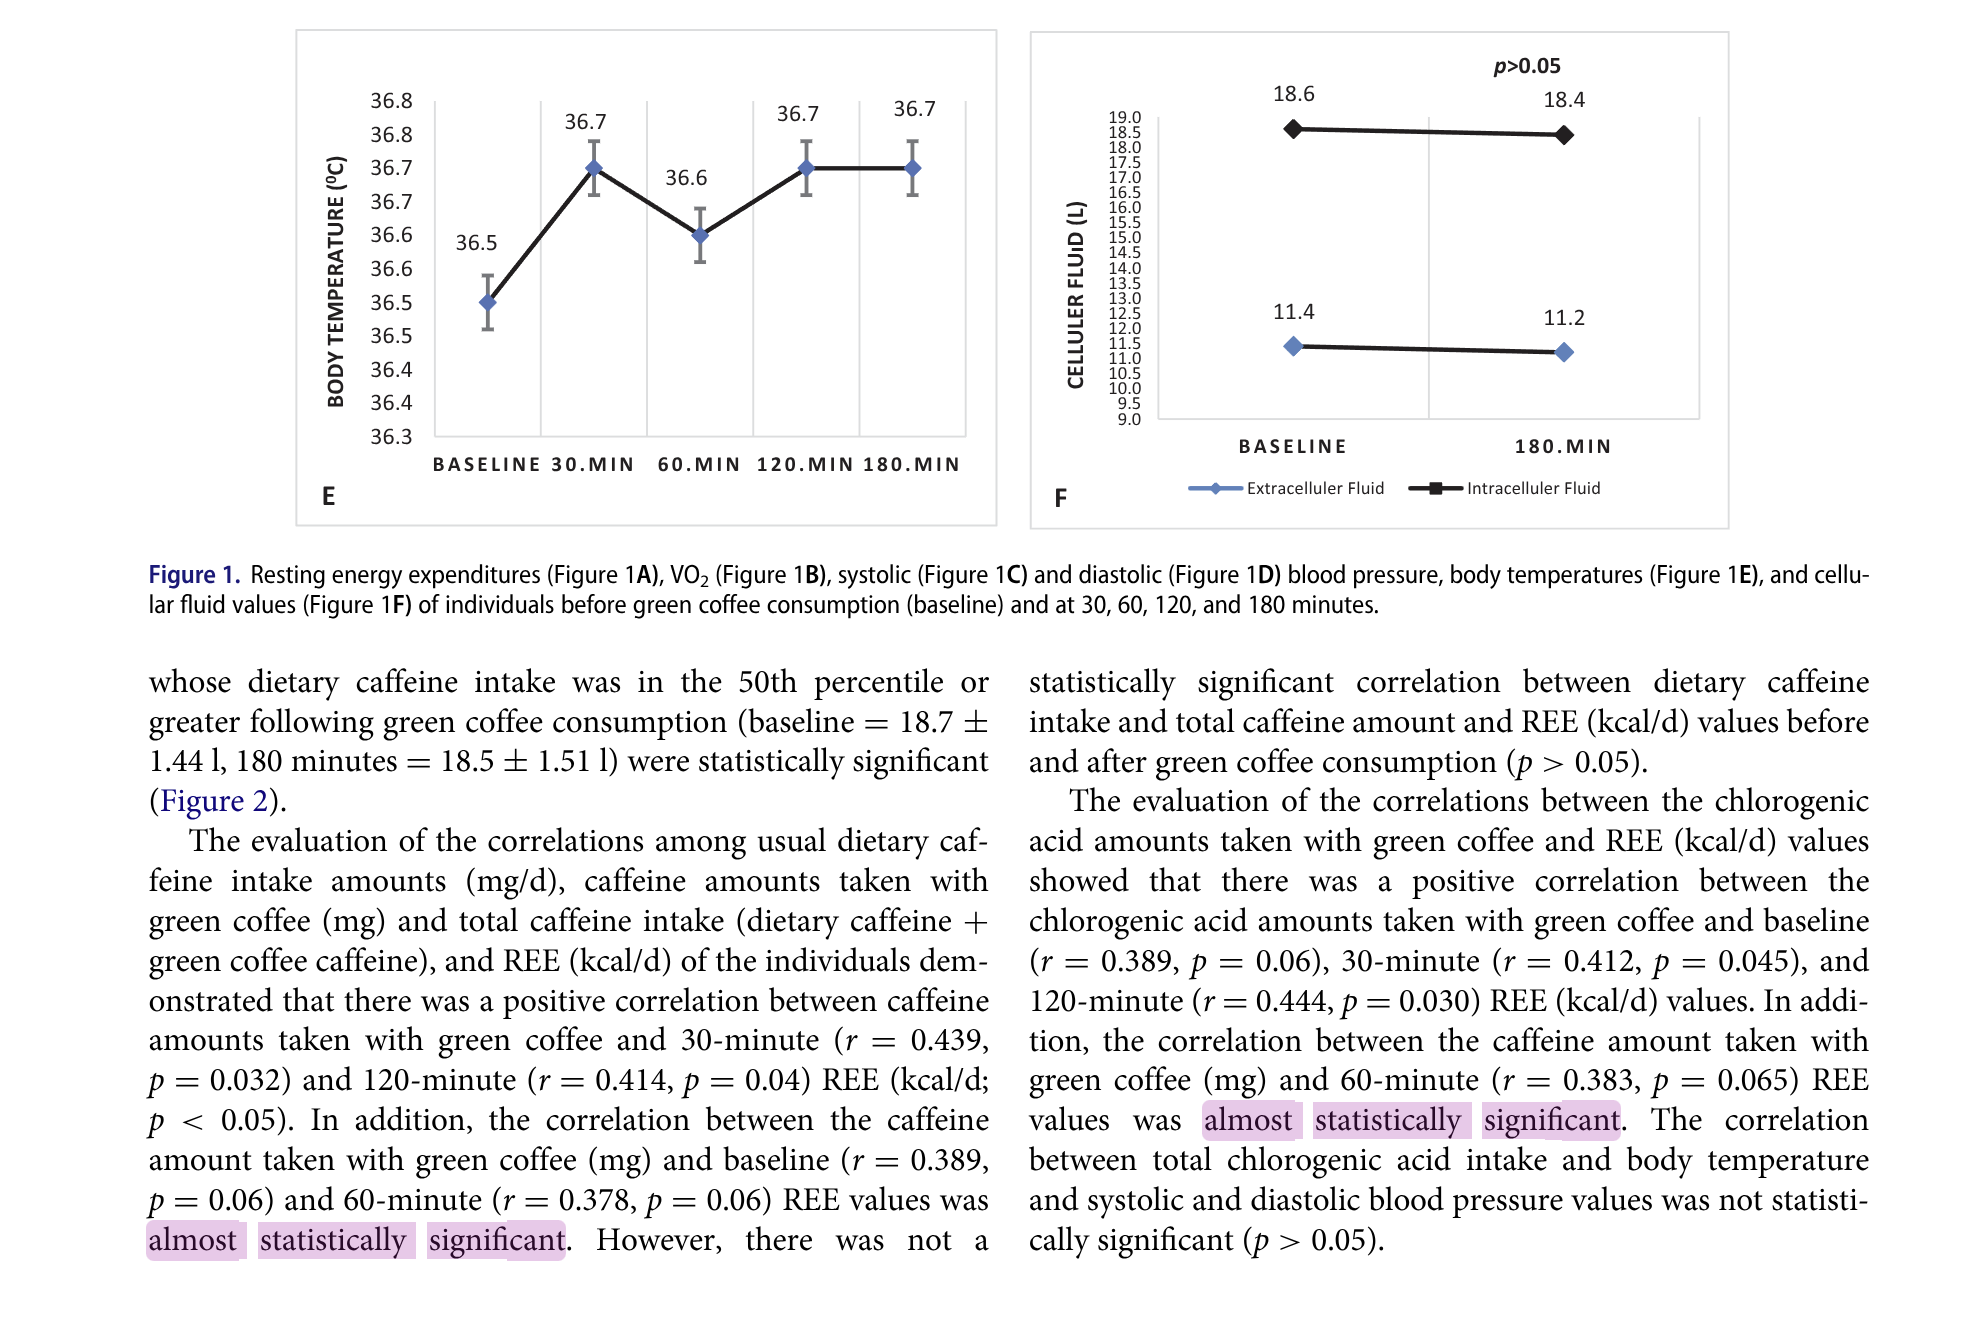 36.8
36.8
36.7
36.7
36.6
36.6
36.5
36.5
36.4
36.4
36.3
BODY TEMPERATURE (⁰C)
36.5
36.7
36.6
36.7
36.7
BASELINE 30.MIN 60.MIN 120.MIN 180.MIN
E
p>0.05
18.6
18.4
19.0
18.5
18.0
17.5
17.0
16.5
16.0
15.5
15.0
14.5
14.0
13.5
13.0
12.5
12.0
11.5
11.0
10.5
10.0
9.5
9.0
CELLULER FLUıD (L)
11.4
11.2
BASELINE 180.MIN
Extracelluler Fluid Intracelluler Fluid
F
Figure 1. Resting energy expenditures (Figure 1A), VO₂ (Figure 1B), systolic (Figure 1C) and diastolic (Figure 1D) blood pressure, body temperatures (Figure 1E), and cellu-
lar fluid values (Figure 1F) of individuals before green coffee consumption (baseline) and at 30, 60, 120, and 180 minutes.
whose dietary caffeine intake was in the 50th percentile or
greater following green coffee consumption (baseline = 18.7 ±
1.44 l, 180 minutes = 18.5 ± 1.51 l) were statistically significant
(Figure 2).
The evaluation of the correlations among usual dietary caf-
feine intake amounts (mg/d), caffeine amounts taken with
green coffee (mg) and total caffeine intake (dietary caffeine +
green coffee caffeine), and REE (kcal/d) of the individuals dem-
onstrated that there was a positive correlation between caffeine
amounts taken with green coffee and 30-minute (r = 0.439,
p = 0.032) and 120-minute (r = 0.414, p = 0.04) REE (kcal/d;
p < 0.05). In addition, the correlation between the caffeine
amount taken with green coffee (mg) and baseline (r = 0.389,
p = 0.06) and 60-minute (r = 0.378, p = 0.06) REE values was
almost statistically significant. However, there was not a
statistically significant correlation between dietary caffeine
intake and total caffeine amount and REE (kcal/d) values before
and after green coffee consumption (p > 0.05).
The evaluation of the correlations between the chlorogenic
acid amounts taken with green coffee and REE (kcal/d) values
showed that there was a positive correlation between the
chlorogenic acid amounts taken with green coffee and baseline
(r = 0.389, p = 0.06), 30-minute (r = 0.412, p = 0.045), and
120-minute (r = 0.444, p = 0.030) REE (kcal/d) values. In addi-
tion, the correlation between the caffeine amount taken with
green coffee (mg) and 60-minute (r = 0.383, p = 0.065) REE
values was almost statistically significant. The correlation
between total chlorogenic acid intake and body temperature
and systolic and diastolic blood pressure values was not statisti-
cally significant (p > 0.05).